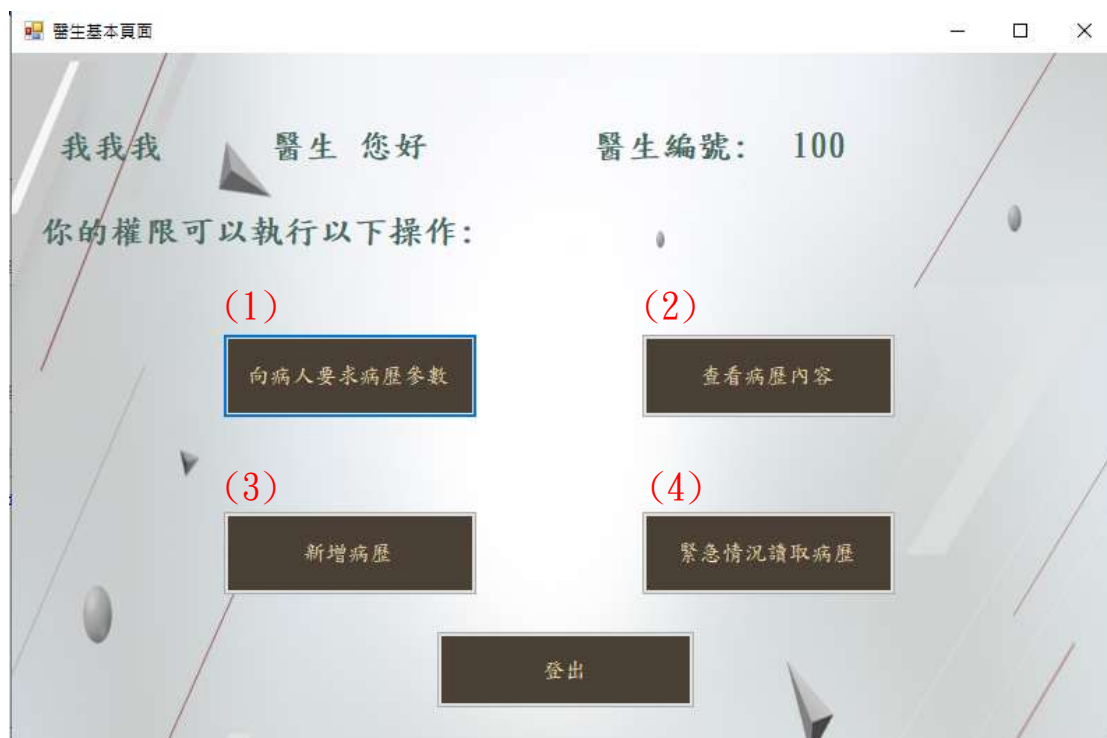 醫生基本頁面
我我我 醫生 您好 醫生編號： 100
你的權限可以執行以下操作：
(1) (2)
向病人要求病歷參數 查看病歷內容
(3) (4)
新增病歷 緊急情況讀取病歷
登出